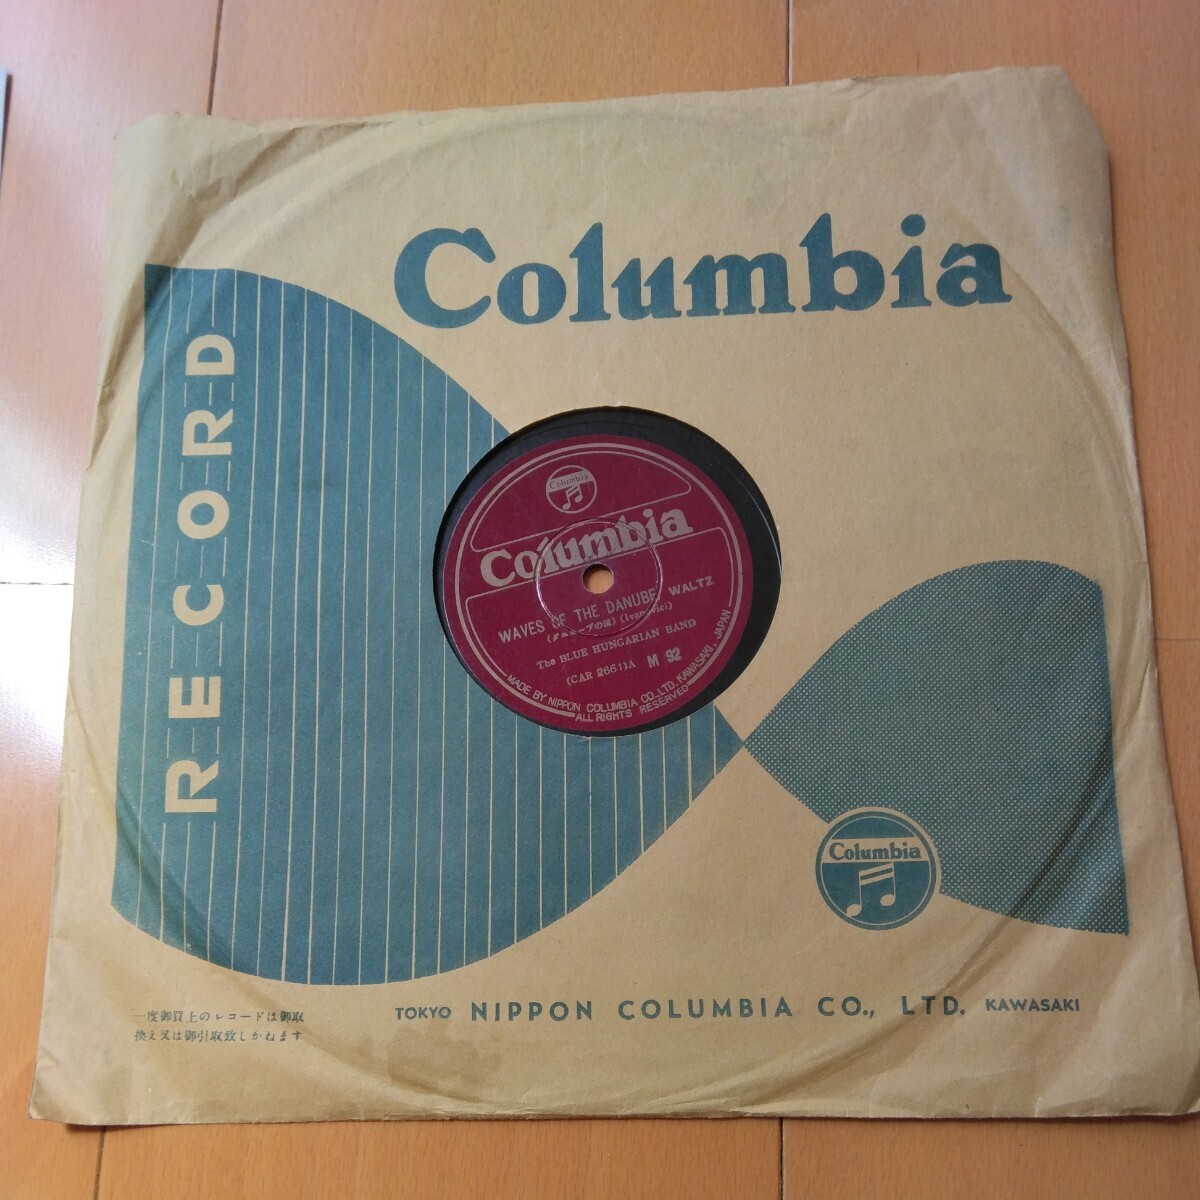 Columbia
RECORD
Columbia
Columbia
WAVES OF THE DANUBE, WALTZ
(ダニューブの漣) (Ivanovici)
The BLUE HUNGARIAN BAND
(CAR 2661)A M 92
MADE BY NIPPON COLUMBIA CO., LTD. KAWASAKI, JAPAN
ALL RIGHTS RESERVED
Columbia
TOKYO NIPPON COLUMBIA CO., LTD. KAWASAKI
一度御買上のレコードは御取
換え又は御引取致しかねます